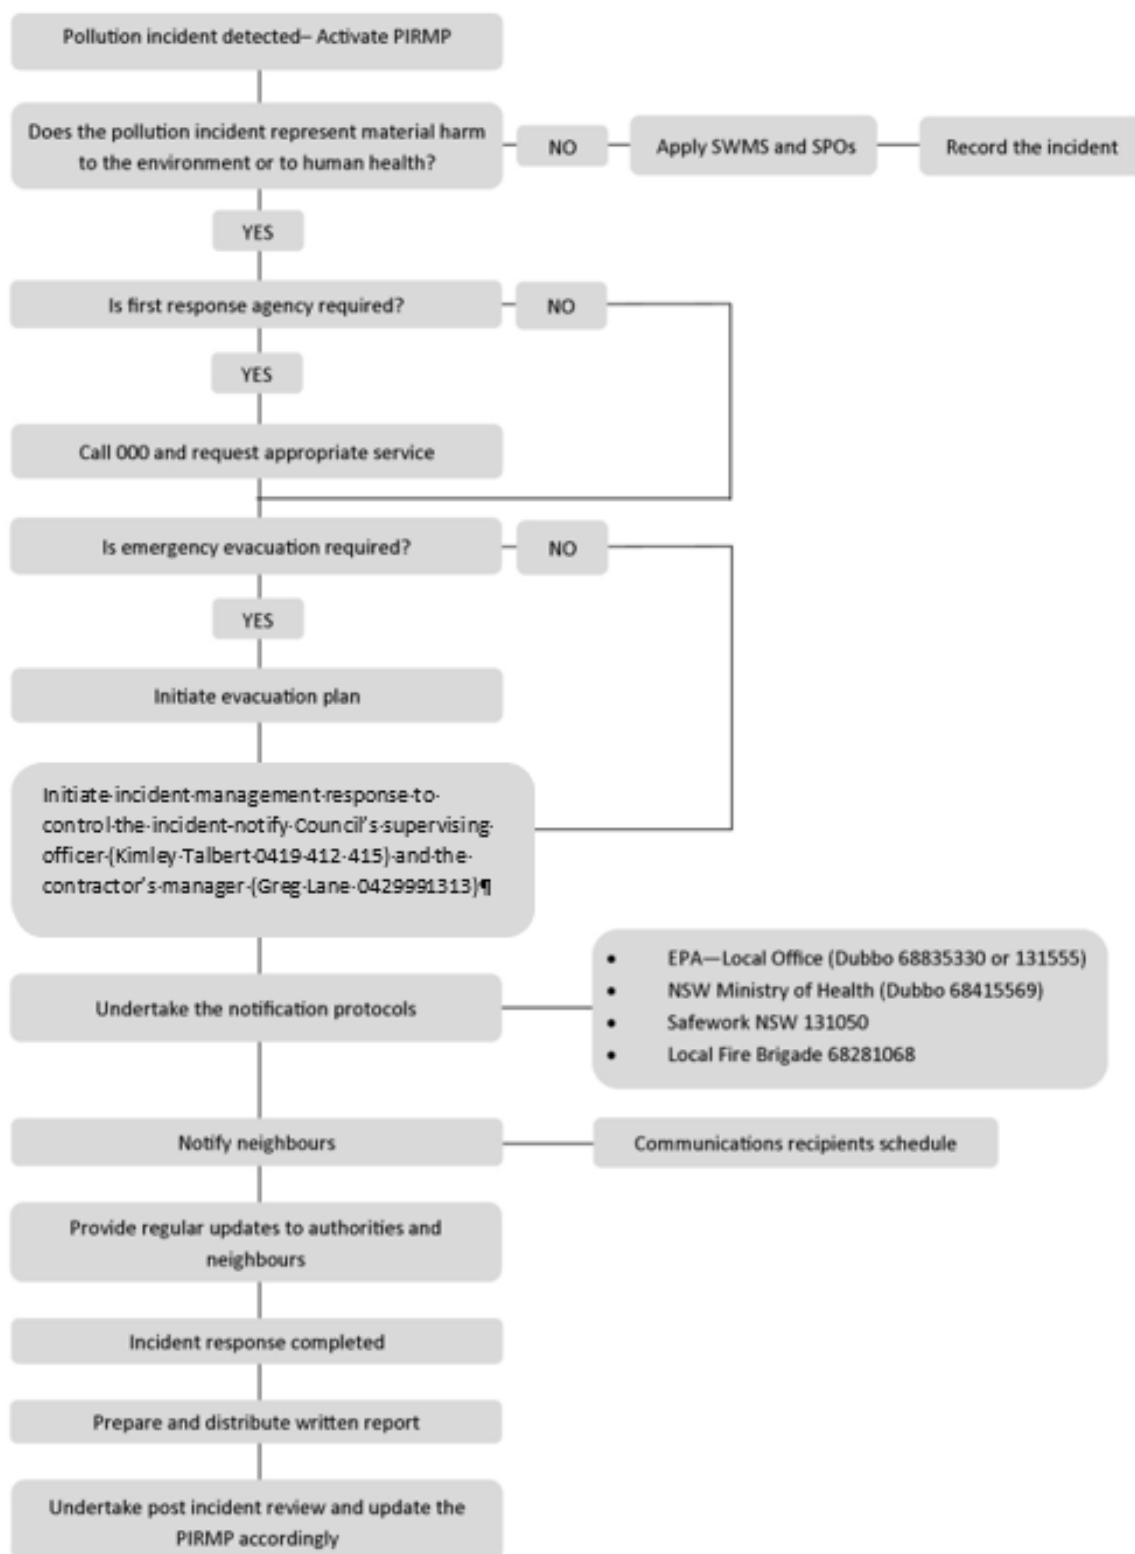 Pollution incident detected– Activate PIRMP
Does the pollution incident represent material harm
to the environment or to human health?
NO
Apply SWMS and SPOs
Record the incident
YES
Is first response agency required?
NO
YES
Call 000 and request appropriate service
Is emergency evacuation required?
NO
YES
Initiate evacuation plan
Initiate·incident·management·response·to·
control·the·incident·notify·Council's·supervising·
officer·(Kimley·Talbert·0419·412·415)·and·the·
contractor's·manager·(Greg·Lane·0429991313)¶
Undertake the notification protocols
• EPA—Local Office (Dubbo 68835330 or 131555)
• NSW Ministry of Health (Dubbo 68415569)
• Safework NSW 131050
• Local Fire Brigade 68281068
Notify neighbours
Communications recipients schedule
Provide regular updates to authorities and
neighbours
Incident response completed
Prepare and distribute written report
Undertake post incident review and update the
PIRMP accordingly